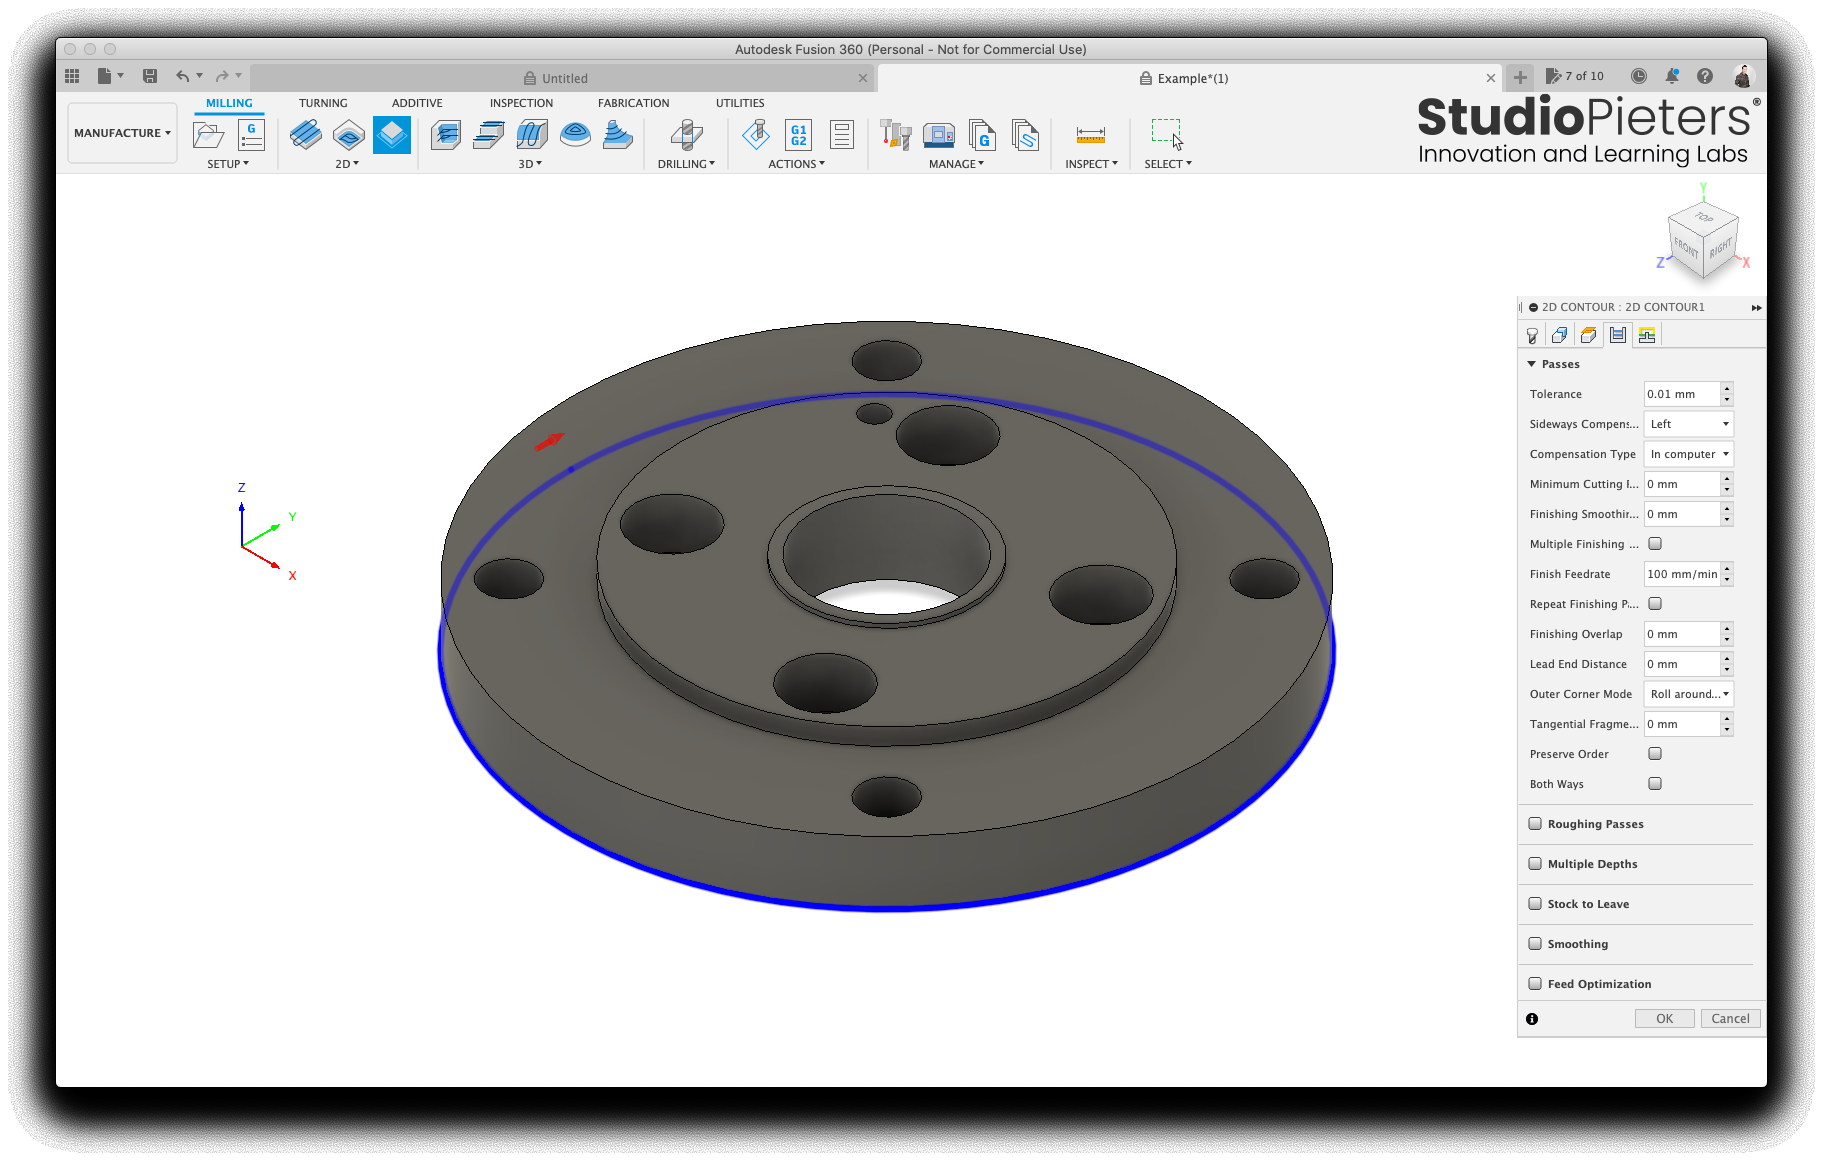 Autodesk Fusion 360 (Personal - Not for Commercial Use)
Untitled
Example*(1)
7 of 10
MANUFACTURE
MILLING
TURNING
ADDITIVE
INSPECTION
FABRICATION
UTILITIES
G
G1
G2
G
SETUP
2D
3D
DRILLING
ACTIONS
MANAGE
INSPECT
SELECT
StudioPieters®
Innovation and Learning Labs
Y
TOP
FRONT
RIGHT
Z
X
Z
Y
X
2D CONTOUR : 2D CONTOUR1
Passes
Tolerance 0.01 mm
Sideways Compens... Left
Compensation Type In computer
Minimum Cutting R... 0 mm
Finishing Smoothin... 0 mm
Multiple Finishing ...
Finish Feedrate 100 mm/min
Repeat Finishing P...
Finishing Overlap 0 mm
Lead End Distance 0 mm
Outer Corner Mode Roll around...
Tangential Fragme... 0 mm
Preserve Order
Both Ways
Roughing Passes
Multiple Depths
Stock to Leave
Smoothing
Feed Optimization
OK
Cancel